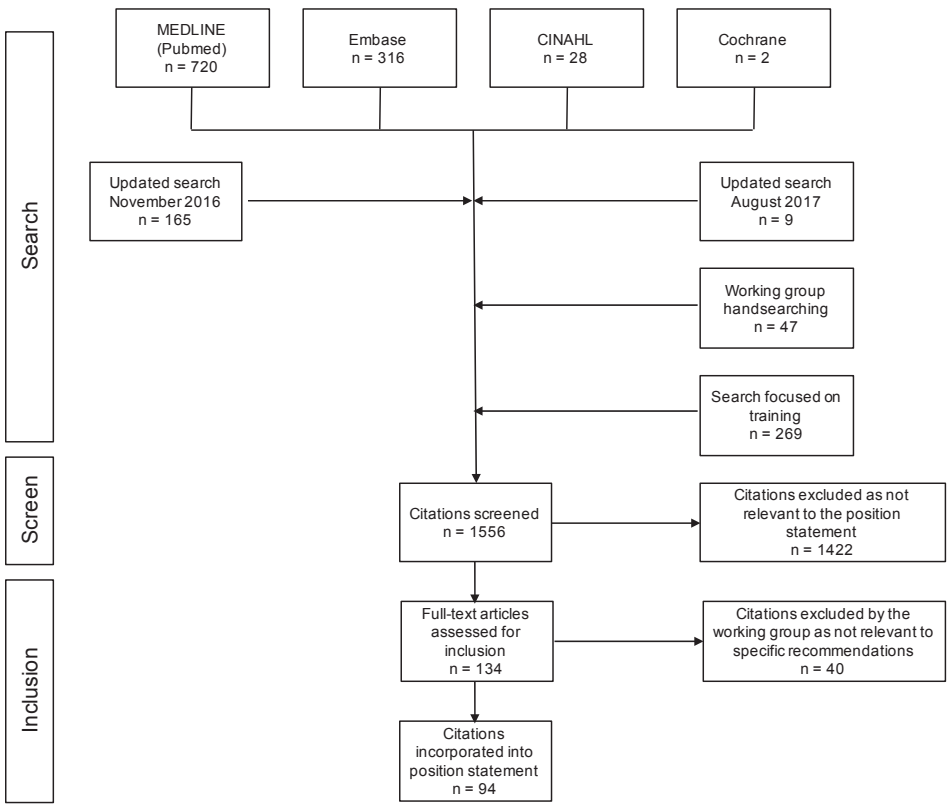 MEDLINE
(Pubmed)
n = 720
Embase
n = 316
CINAHL
n = 28
Cochrane
n = 2
Search
Updated search
November 2016
n = 165
Updated search
August 2017
n = 9
Working group
handsearching
n = 47
Search focused on
training
n = 269
Screen
Citations screened
n = 1556
Citations excluded as not
relevant to the position
statement
n = 1422
Inclusion
Full-text articles
assessed for
inclusion
n = 134
Citations excluded by the
working group as not relevant to
specific recommendations
n = 40
Citations
incorporated into
position statement
n = 94